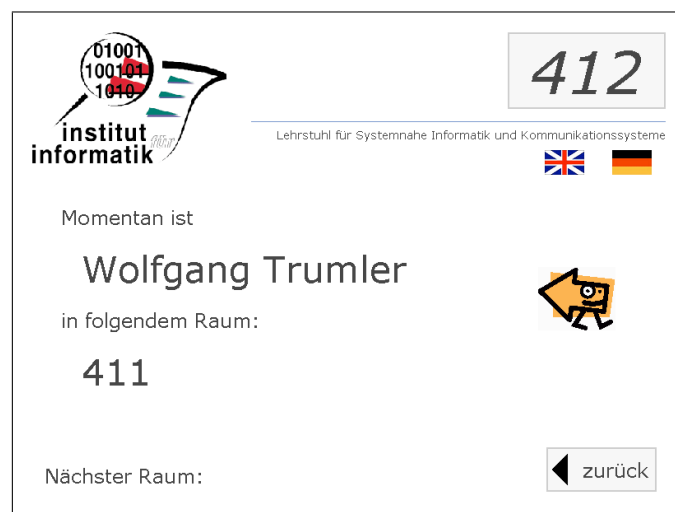 01001
100101
1010
institut
für
informatik
412
Lehrstuhl für Systemnahe Informatik und Kommunikationssysteme
Momentan ist
Wolfgang Trumler
in folgendem Raum:
411
Nächster Raum:
zurück